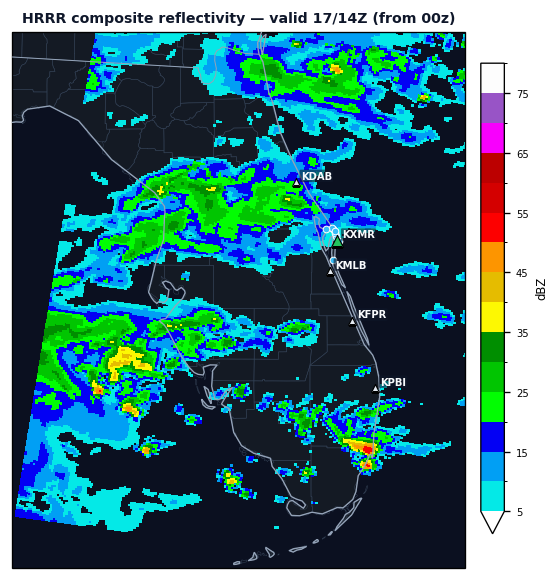 HRRR composite reflectivity — valid 17/14Z (from 00z)
KDAB
KXMR
KMLB
KFPR
KPBI
75
65
55
45
35
25
15
5
dBZ